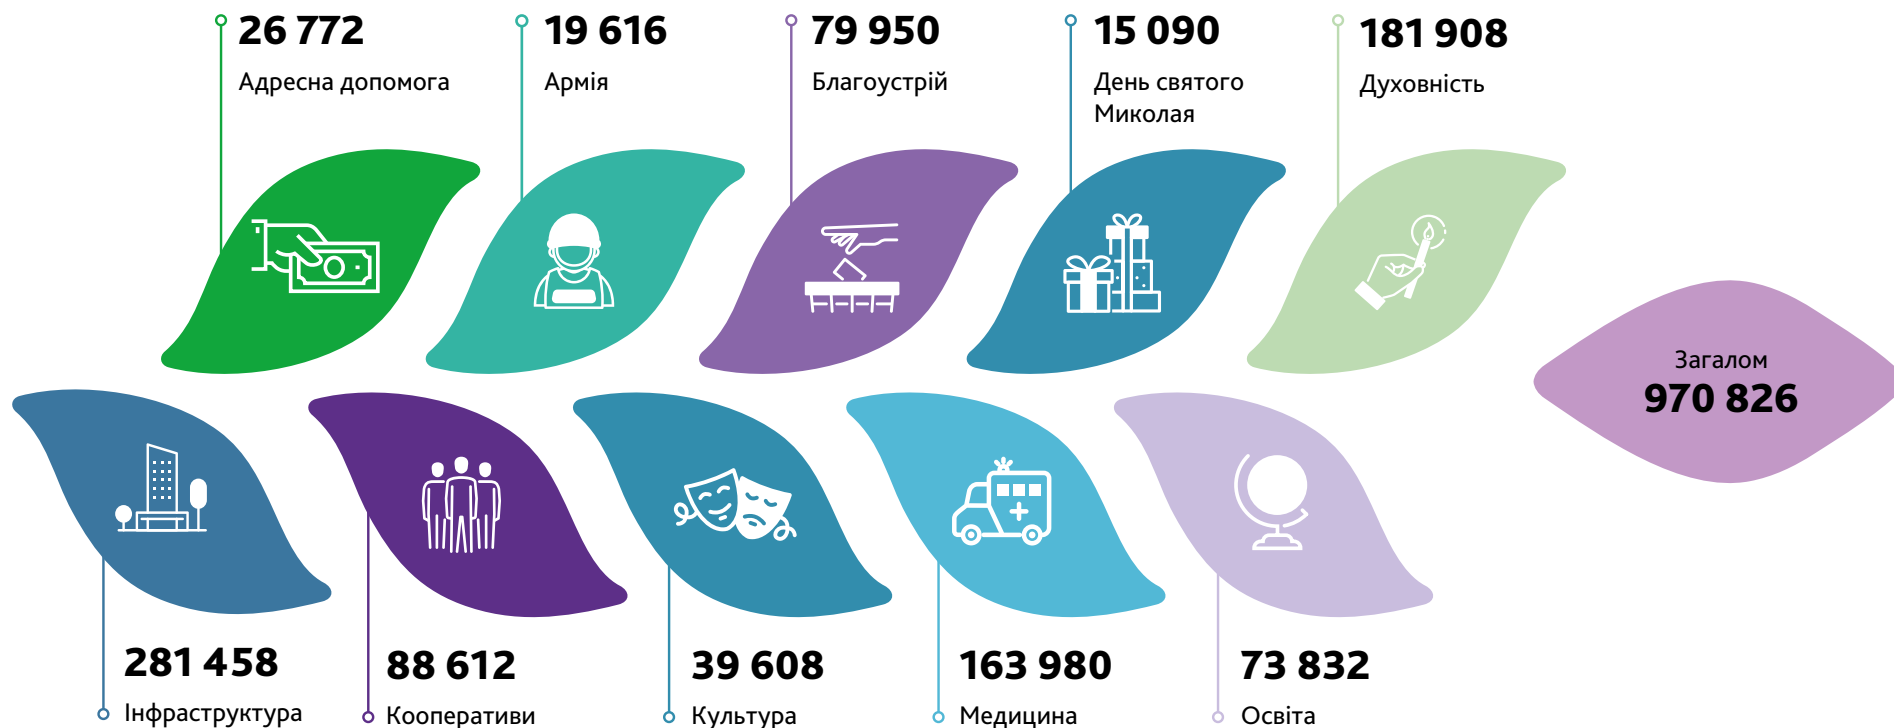 26 772
Адресна допомога
19 616
Армія
79 950
Благоустрій
15 090
День святого
Миколая
181 908
Духовність
Загалом
970 826
281 458
Інфраструктура
88 612
Кооперативи
39 608
Культура
163 980
Медицина
73 832
Освіта